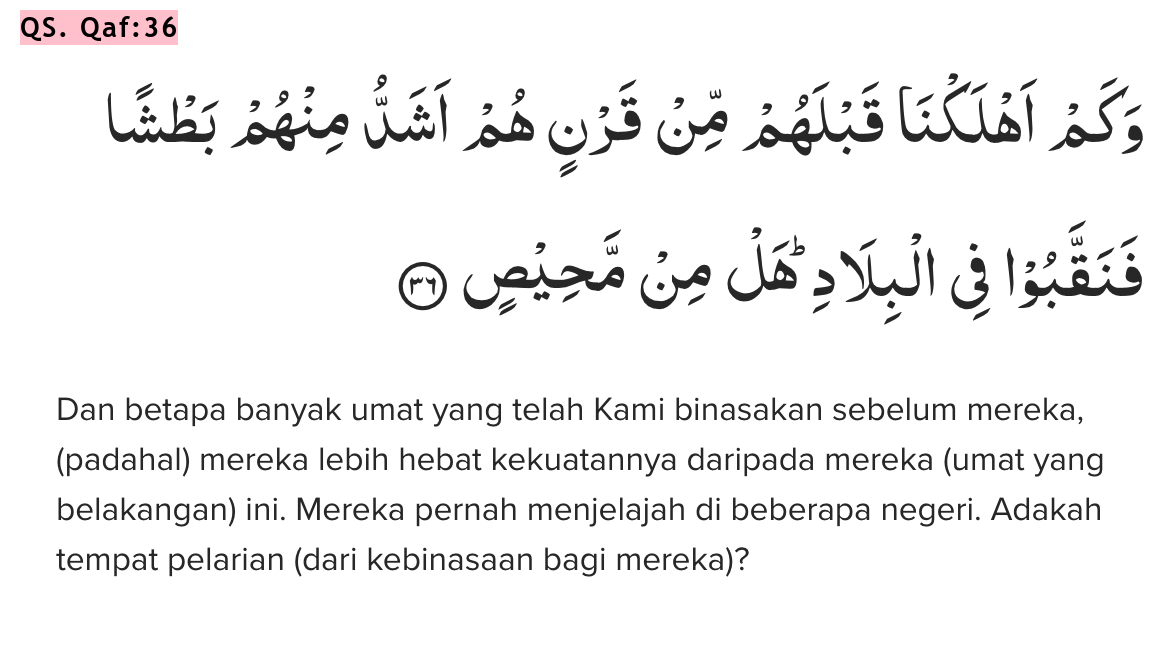 QS. Qaf:36
وَكَمْ اَهْلَكْنَا قَبْلَهُمْ مِّنْ قَرْنٍ هُمْ اَشَدُّ مِنْهُمْ بَطْشًا
فَنَقَّبُوْا فِى الْبِلَادِۗ هَلْ مِنْ مَّحِيْصٍ ٣٦
Dan betapa banyak umat yang telah Kami binasakan sebelum mereka,
(padahal) mereka lebih hebat kekuatannya daripada mereka (umat yang
belakangan) ini. Mereka pernah menjelajah di beberapa negeri. Adakah
tempat pelarian (dari kebinasaan bagi mereka)?